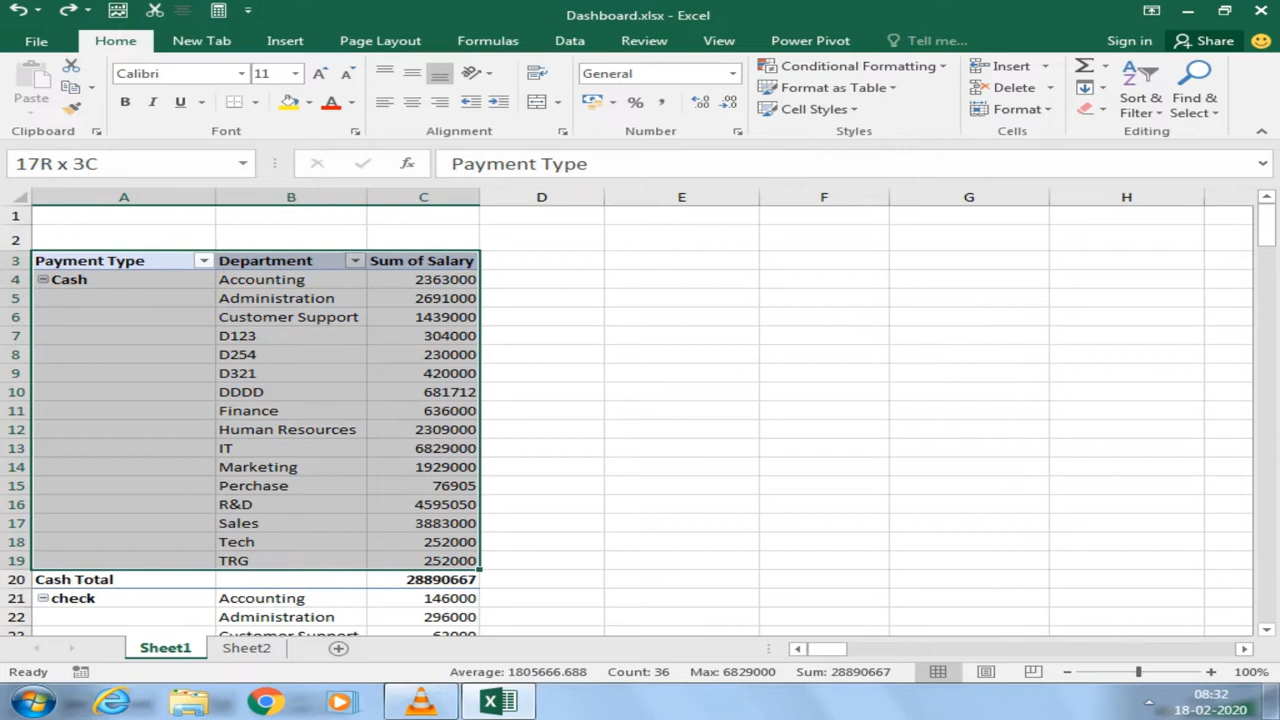 Dashboard.xlsx - Excel
File Home New Tab Insert Page Layout Formulas Data Review View Power Pivot Tell me... Sign in Share
Calibri 11 General Conditional Formatting Insert
Paste B I U % , Format as Table Delete Sort & Filter Find & Select
Cell Styles Format
Clipboard Font Alignment Number Styles Cells Editing
17R x 3C fx Payment Type
A B C D E F G H
1
2
3 Payment Type Department Sum of Salary
4 Cash Accounting 2363000
5 Administration 2691000
6 Customer Support 1439000
7 D123 304000
8 D254 230000
9 D321 420000
10 DDDD 681712
11 Finance 636000
12 Human Resources 2309000
13 IT 6829000
14 Marketing 1929000
15 Perchase 76905
16 R&D 4595050
17 Sales 3883000
18 Tech 252000
19 TRG 252000
20 Cash Total 28890667
21 check Accounting 146000
22 Administration 296000
23 Customer Support 63000
Sheet1 Sheet2
Ready Average: 1805666.688 Count: 36 Max: 6829000 Sum: 28890667 100%
08:32
18-02-2020